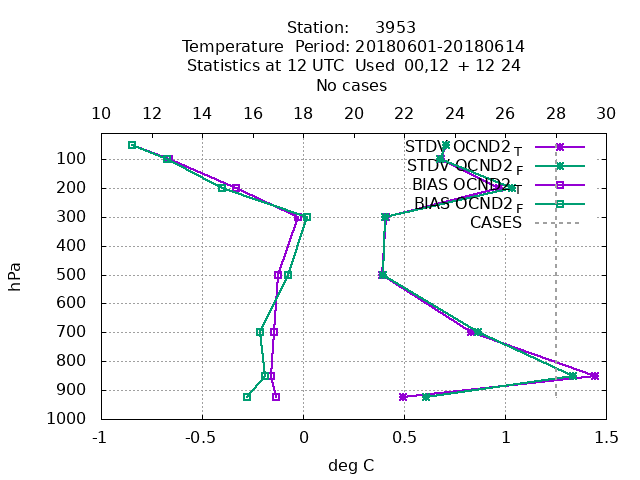 Station: 3953
Temperature Period: 20180601-20180614
Statistics at 12 UTC Used 00,12 + 12 24
No cases
10 12 14 16 18 20 22 24 26 28 30
STDV OCND2 T
STDV OCND2 F
BIAS OCND2 T
BIAS OCND2 F
CASES
100
200
300
400
500
600
700
800
900
1000
hPa
-1 -0.5 0 0.5 1 1.5
deg C